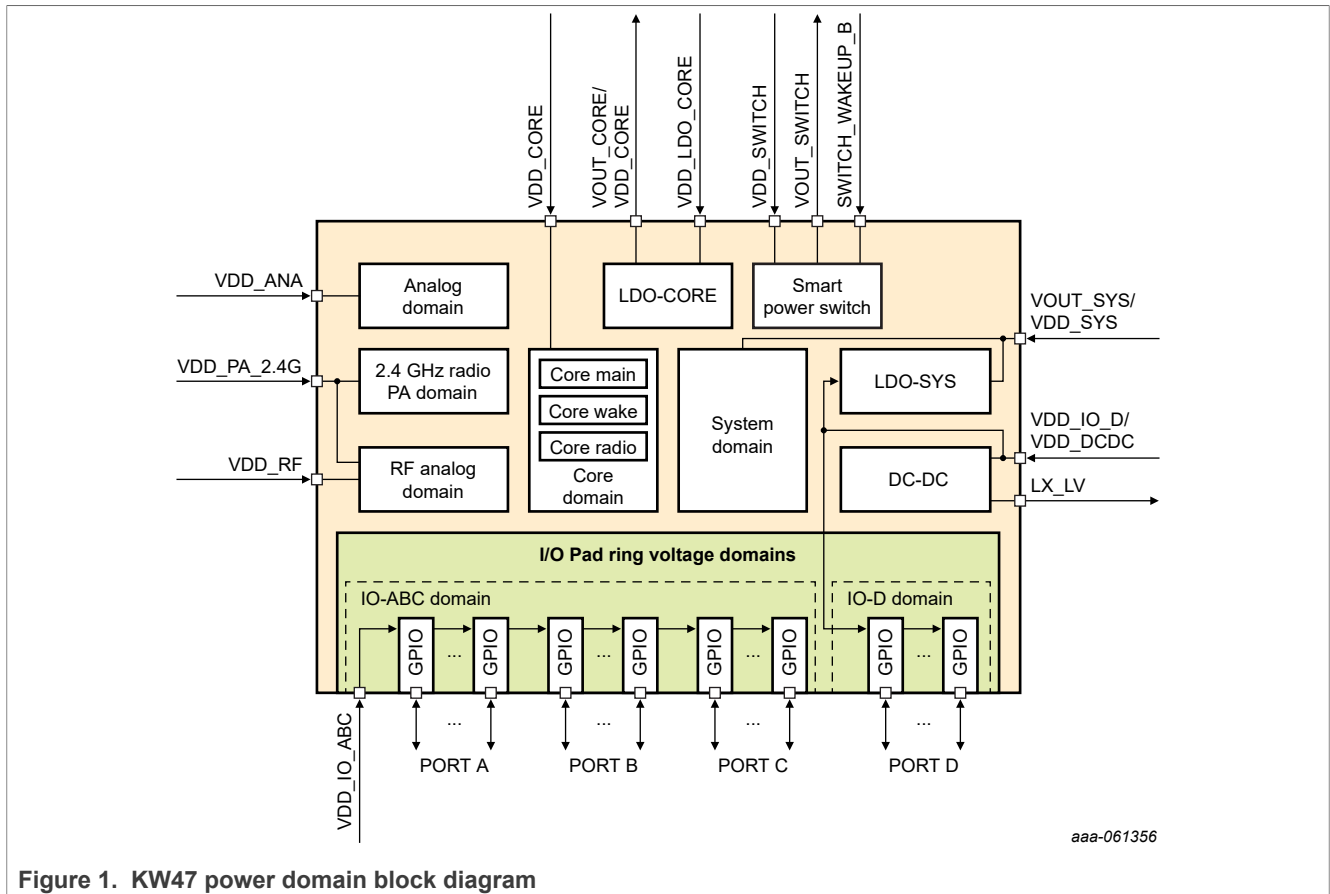 VDD_CORE
VOUT_CORE/
VDD_CORE
VDD_LDO_CORE
VDD_SWITCH
VOUT_SWITCH
SWITCH_WAKEUP_B
VDD_ANA
Analog
domain
LDO-CORE
Smart
power switch
VOUT_SYS/
VDD_SYS
VDD_PA_2.4G
2.4 GHz radio
PA domain
Core main
Core wake
Core radio
Core
domain
System
domain
LDO-SYS
VDD_IO_D/
VDD_DCDC
VDD_RF
RF analog
domain
DC-DC
LX_LV
I/O Pad ring voltage domains
IO-ABC domain
IO-D domain
GPIO
...
GPIO
GPIO
...
GPIO
GPIO
...
GPIO
GPIO
...
GPIO
...
...
...
...
VDD_IO_ABC
PORT A
PORT B
PORT C
PORT D
aaa-061356
Figure 1. KW47 power domain block diagram